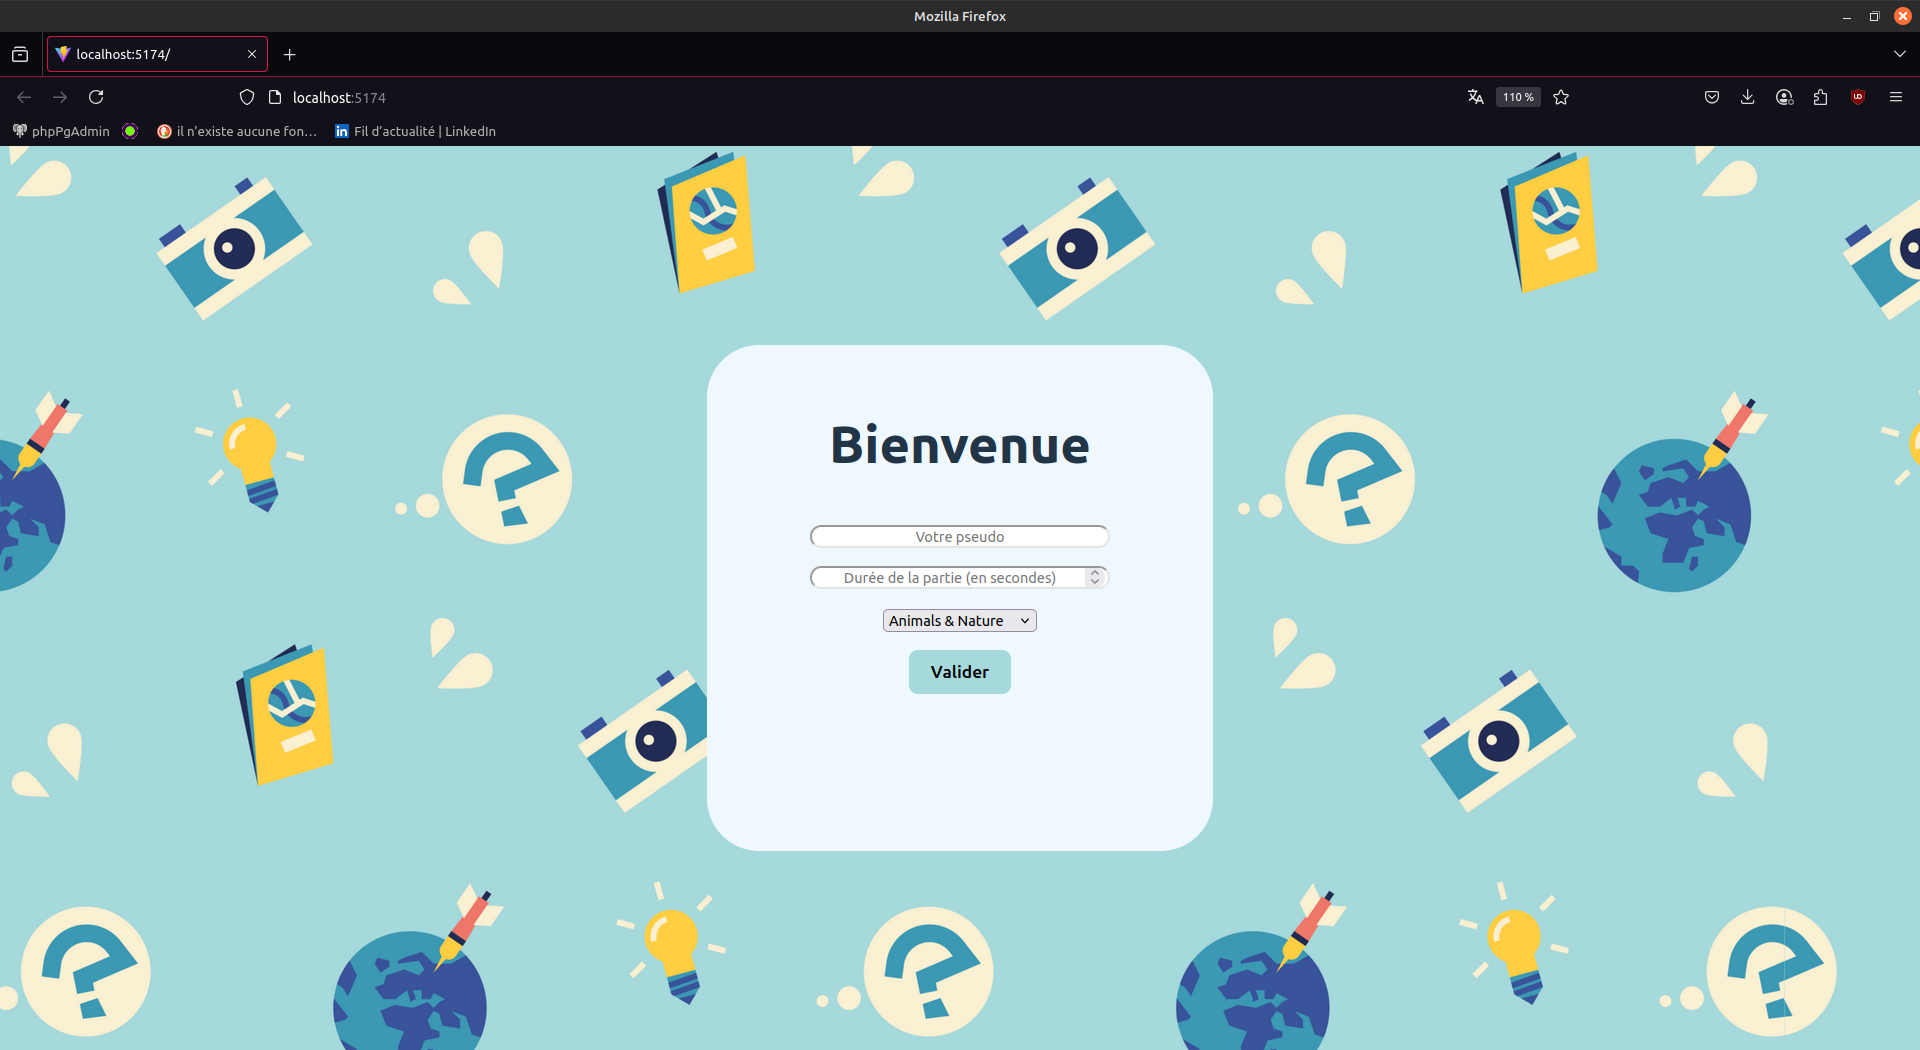 Mozilla Firefox
localhost:5174/
localhost:5174
110 %
phpPgAdmin
il n'existe aucune fon…
Fil d'actualité | LinkedIn
Bienvenue
Votre pseudo
Durée de la partie (en secondes)
Animals & Nature
Valider